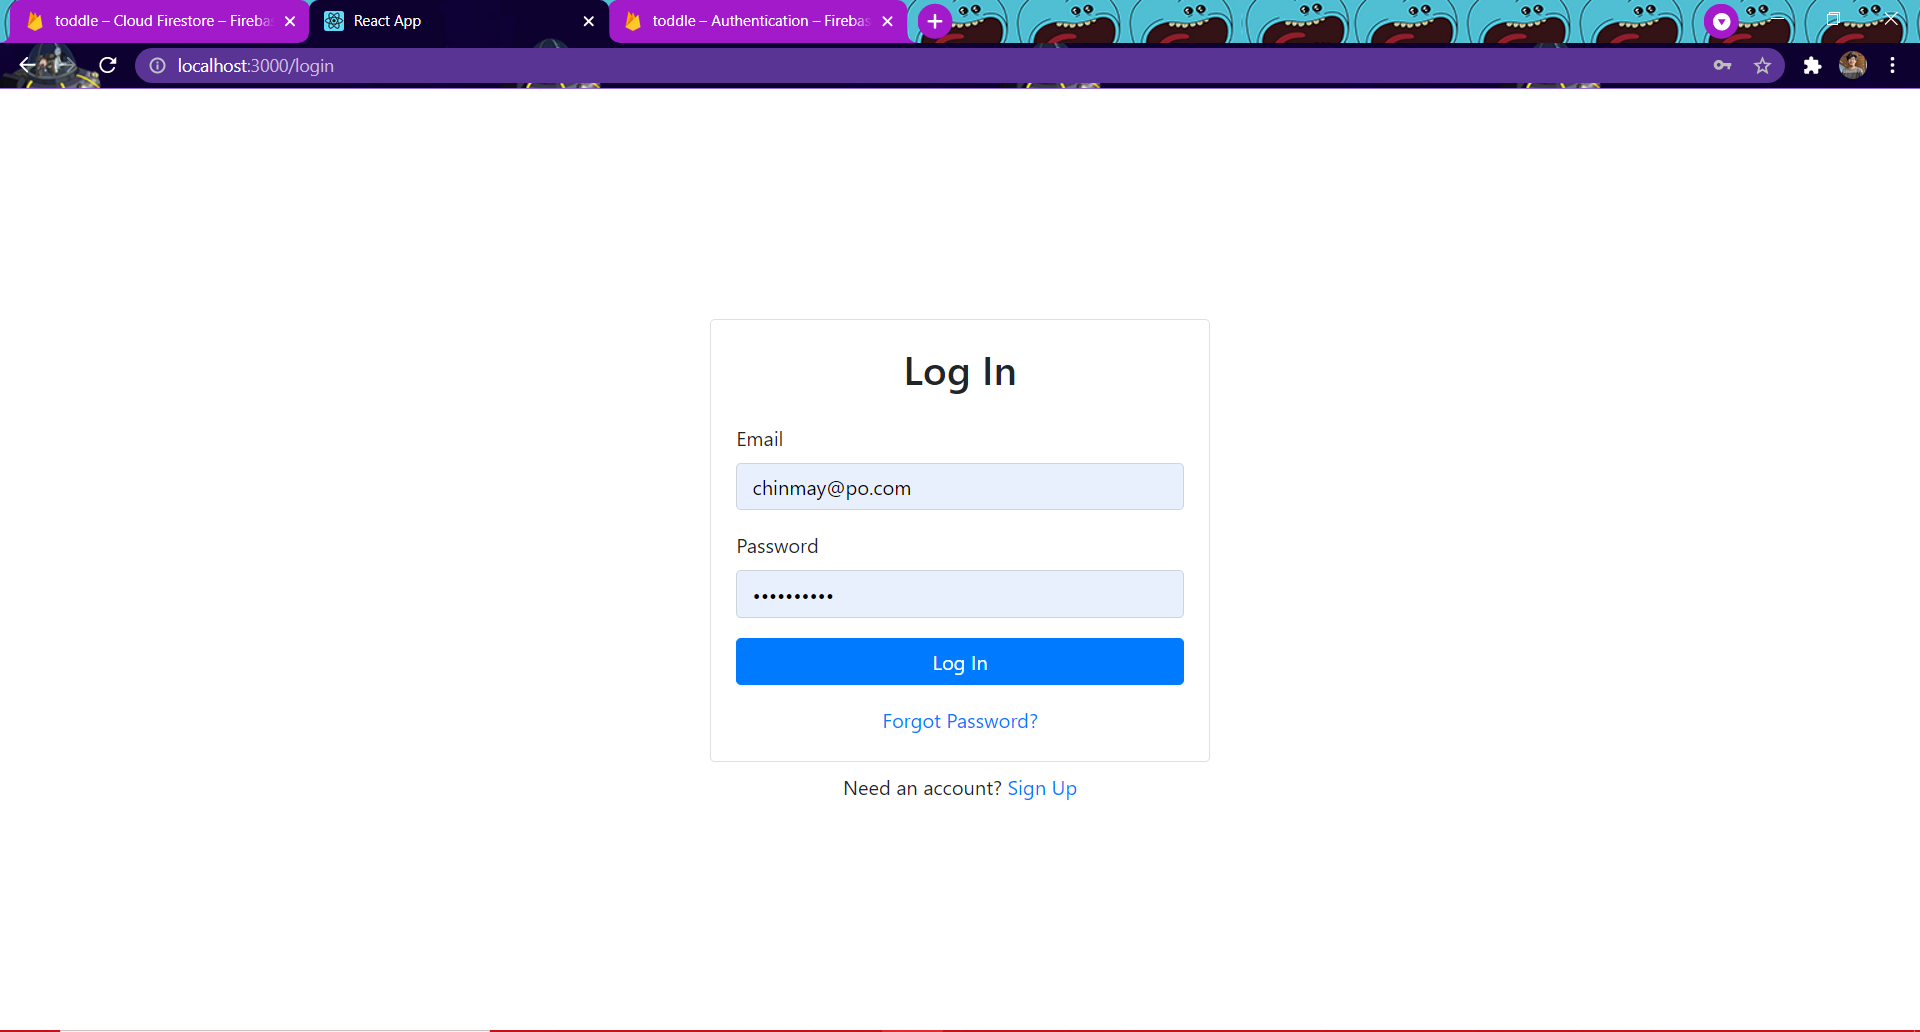 toddle – Cloud Firestore – Fireba
React App
toddle – Authentication – Firebas
localhost:3000/login
Log In
Email
chinmay@po.com
Password
••••••••••
Log In
Forgot Password?
Need an account? Sign Up